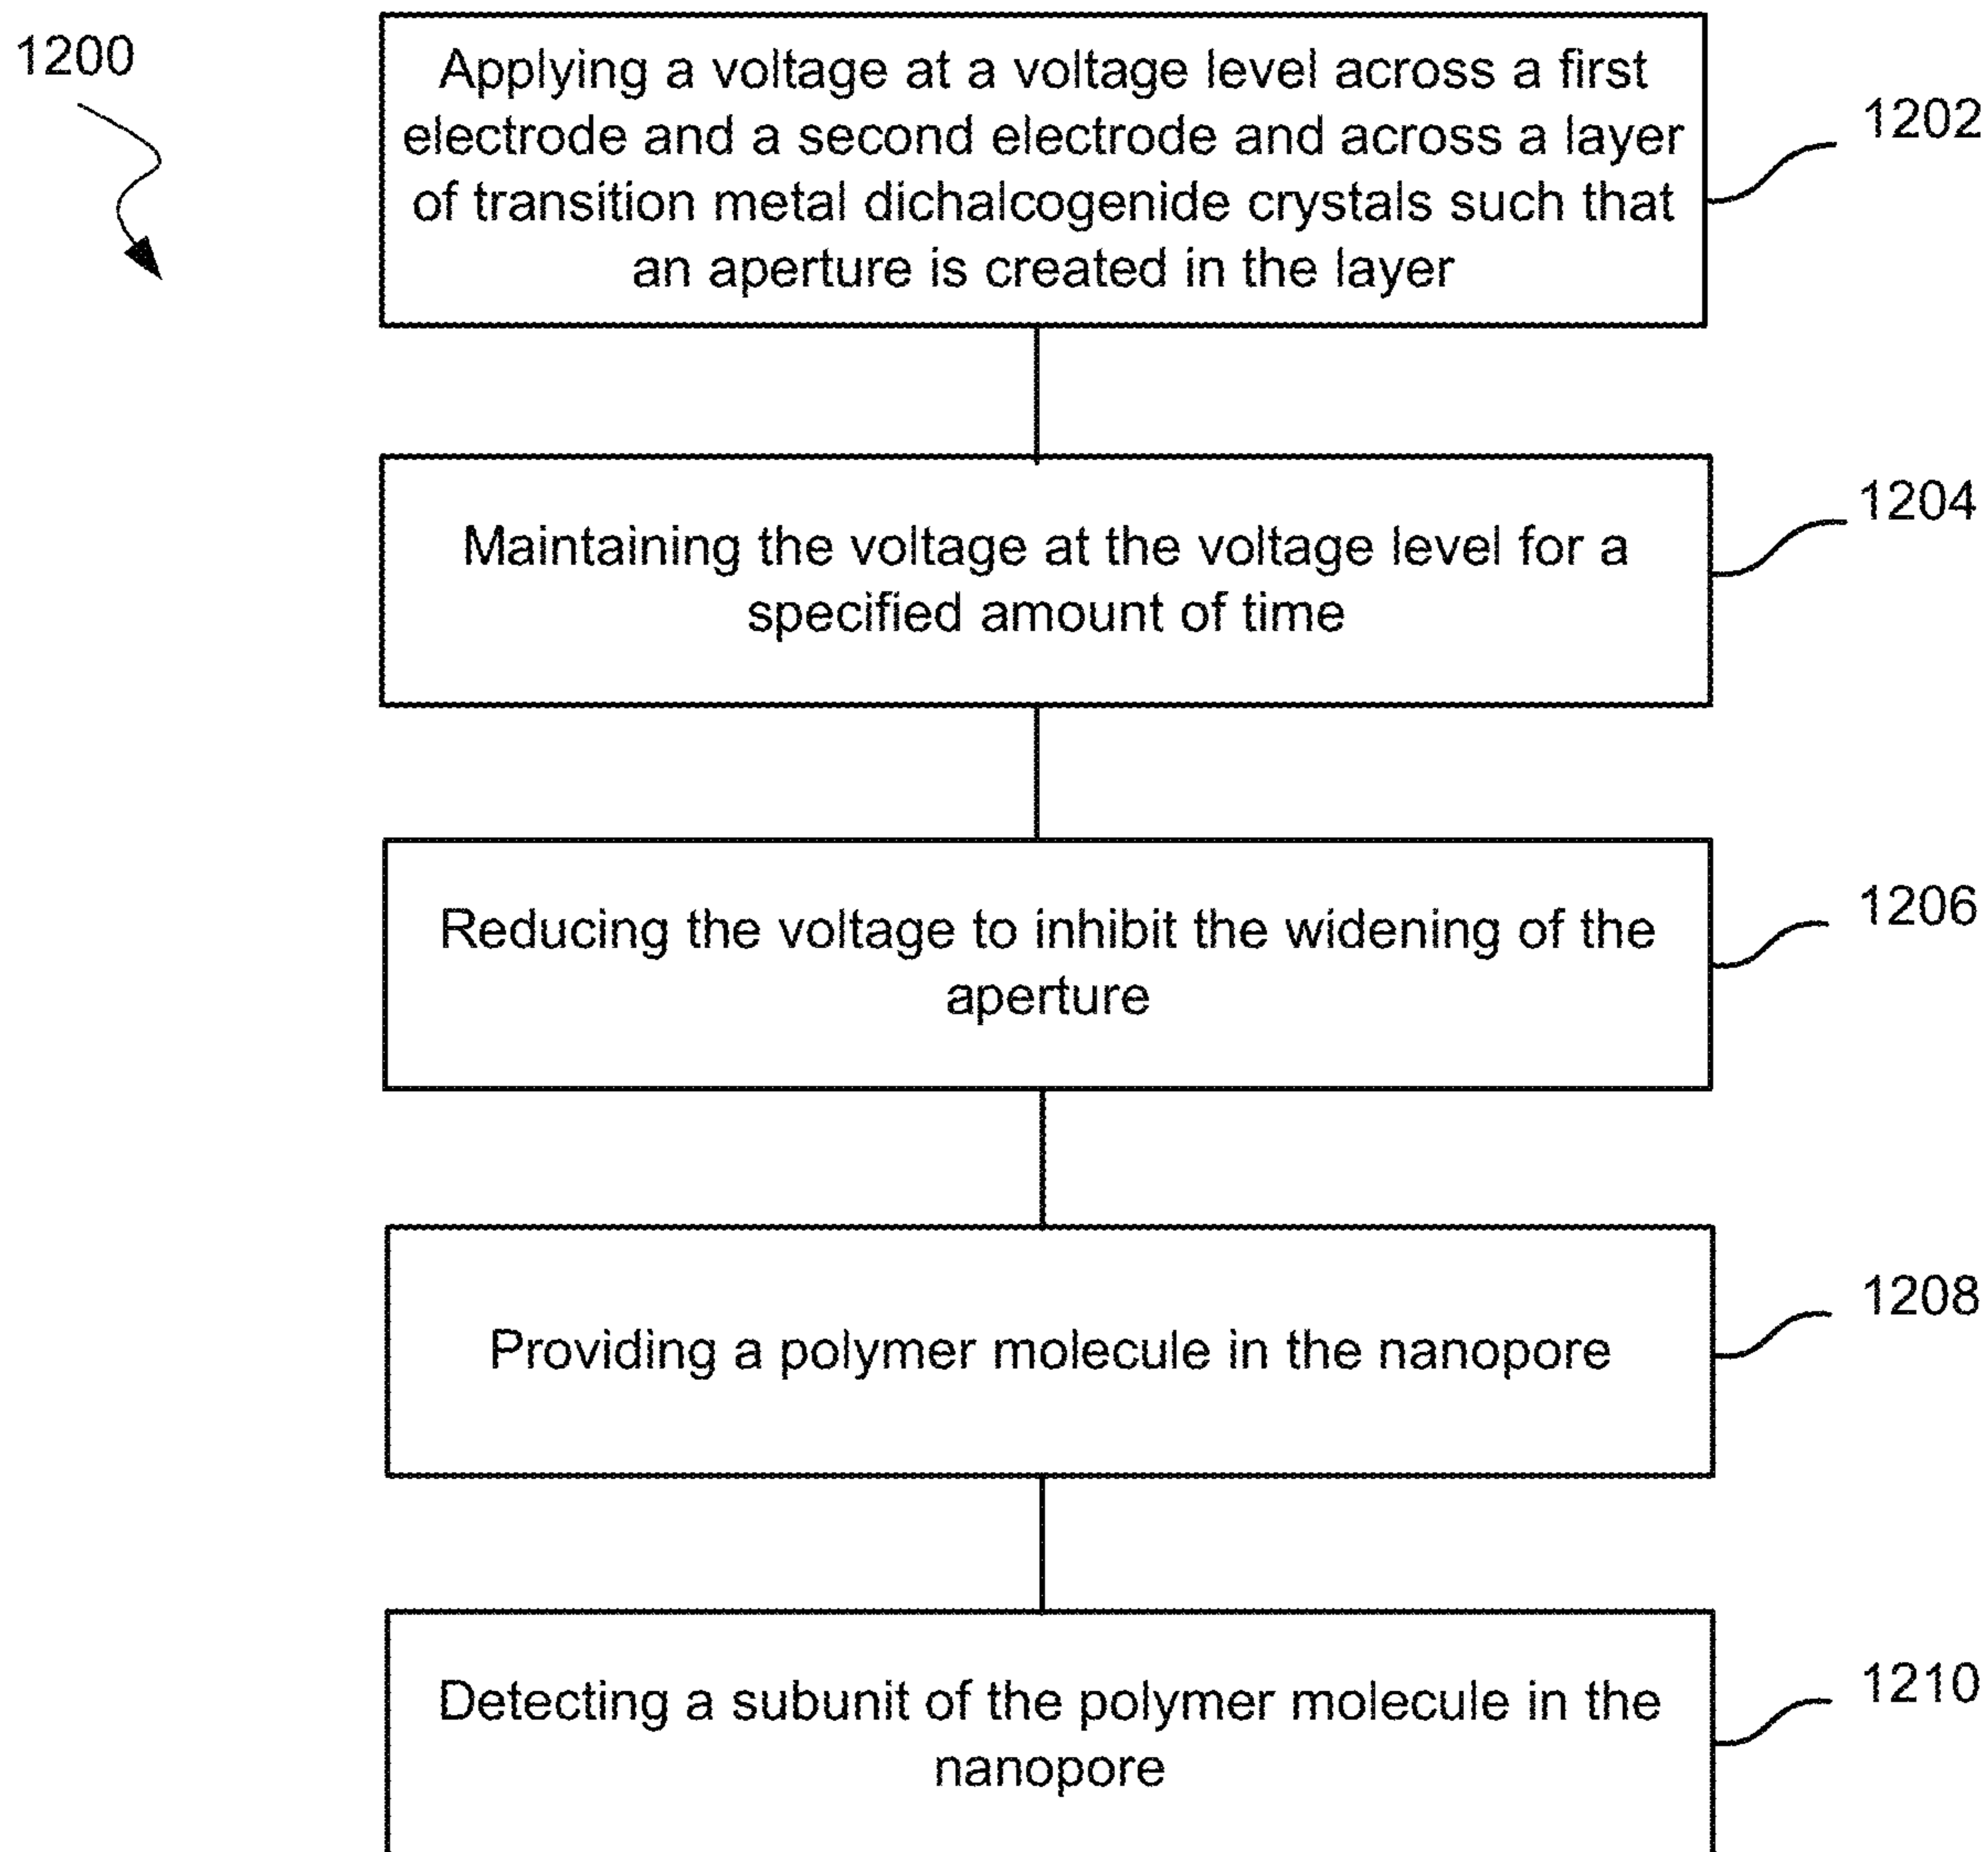 1200
Applying a voltage at a voltage level across a first
electrode and a second electrode and across a layer
of transition metal dichalcogenide crystals such that
an aperture is created in the layer
1202
Maintaining the voltage at the voltage level for a
specified amount of time
1204
Reducing the voltage to inhibit the widening of the
aperture
1206
Providing a polymer molecule in the nanopore
1208
Detecting a subunit of the polymer molecule in the
nanopore
1210